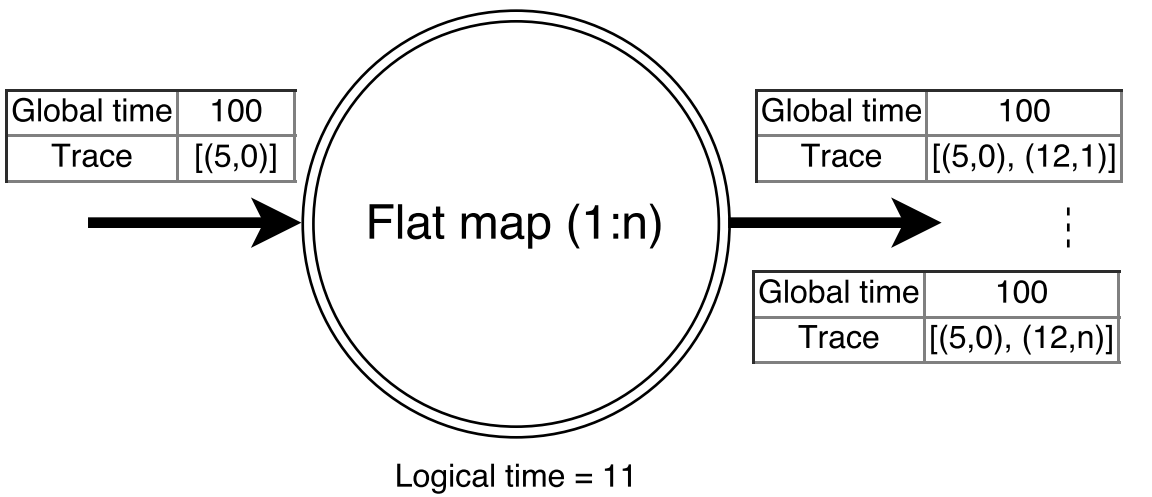 Global time 100
Trace [(5,0)]
Flat map (1:n)
Global time 100
Trace [(5,0), (12,1)]
Global time 100
Trace [(5,0), (12,n)]
Logical time = 11